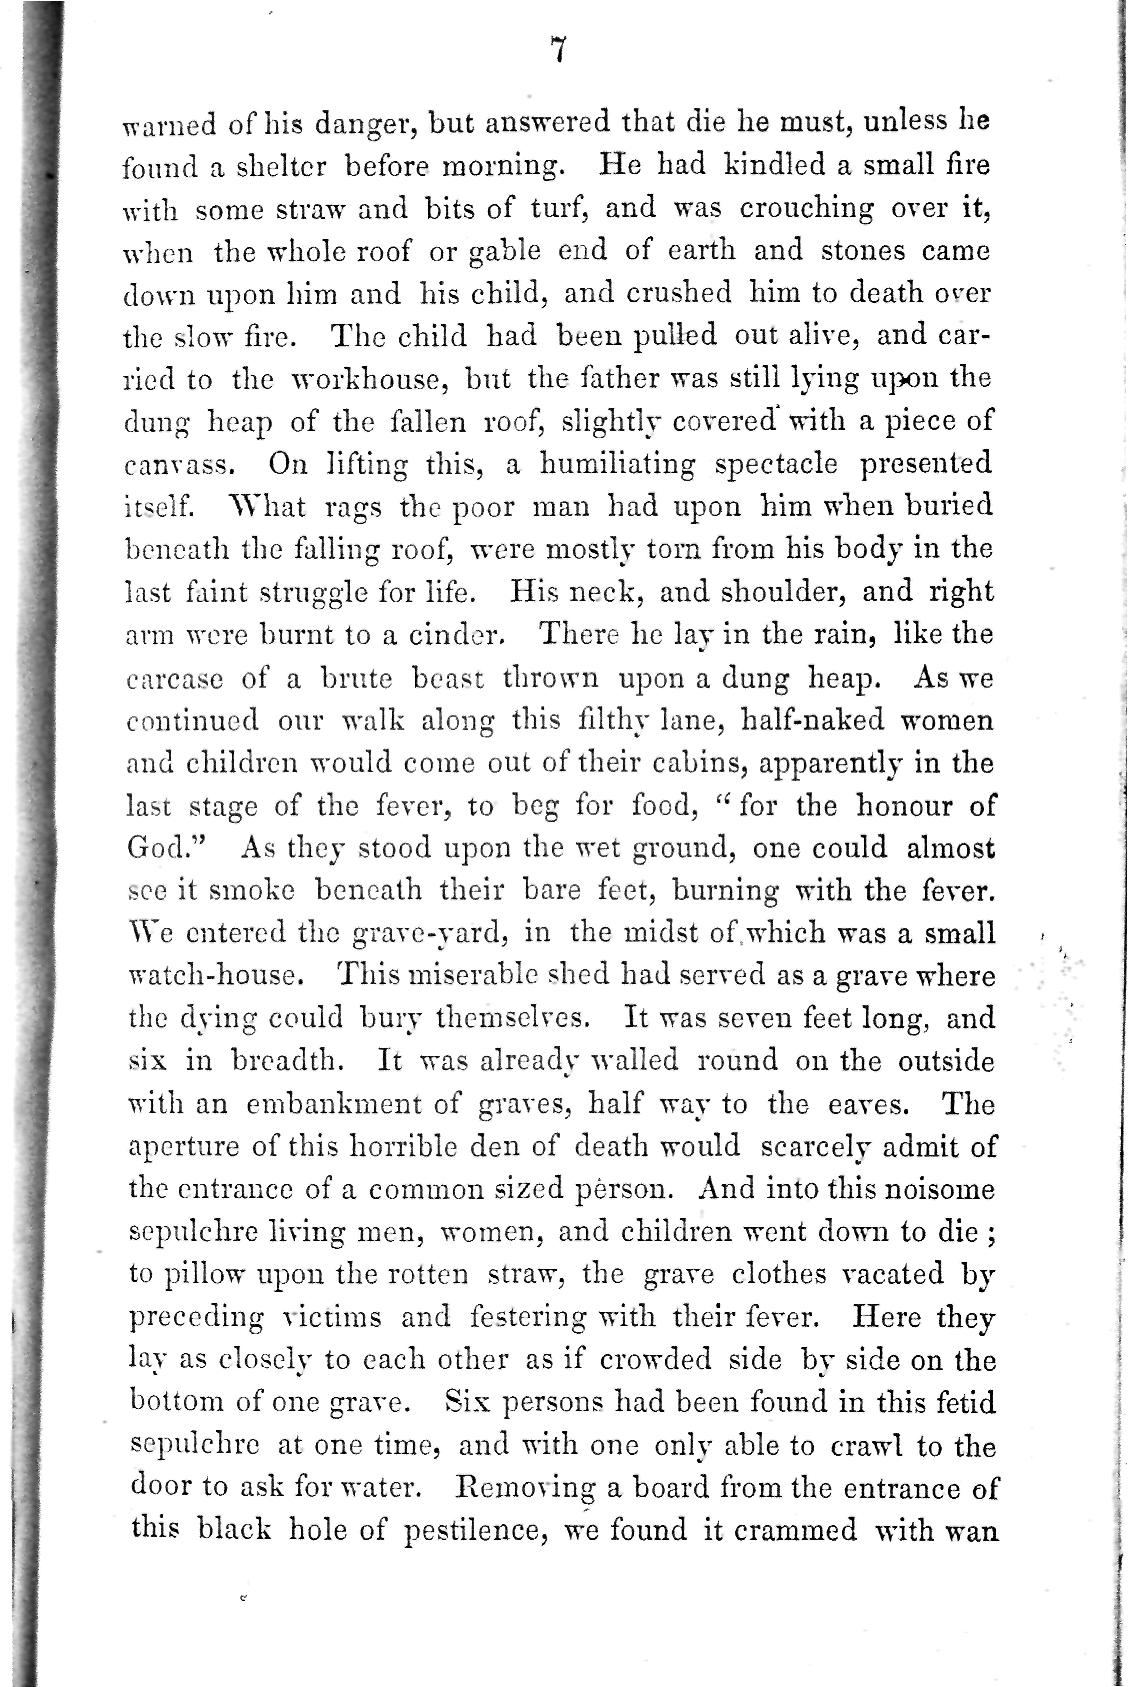 7
warned of his danger, but answered that die he must, unless he
found a shelter before morning. He had kindled a small fire
with some straw and bits of turf, and was crouching over it,
when the whole roof or gable end of earth and stones came
down upon him and his child, and crushed him to death over
the slow fire. The child had been pulled out alive, and car-
ried to the workhouse, but the father was still lying upon the
dung heap of the fallen roof, slightly covered with a piece of
canvass. On lifting this, a humiliating spectacle presented
itself. What rags the poor man had upon him when buried
beneath the falling roof, were mostly torn from his body in the
last faint struggle for life. His neck, and shoulder, and right
arm were burnt to a cinder. There he lay in the rain, like the
carcase of a brute beast thrown upon a dung heap. As we
continued our walk along this filthy lane, half-naked women
and children would come out of their cabins, apparently in the
last stage of the fever, to beg for food, “for the honour of
God.” As they stood upon the wet ground, one could almost
see it smoke beneath their bare feet, burning with the fever.
We entered the grave-yard, in the midst of which was a small
watch-house. This miserable shed had served as a grave where
the dying could bury themselves. It was seven feet long, and
six in breadth. It was already walled round on the outside
with an embankment of graves, half way to the eaves. The
aperture of this horrible den of death would scarcely admit of
the entrance of a common sized person. And into this noisome
sepulchre living men, women, and children went down to die ;
to pillow upon the rotten straw, the grave clothes vacated by
preceding victims and festering with their fever. Here they
lay as closely to each other as if crowded side by side on the
bottom of one grave. Six persons had been found in this fetid
sepulchre at one time, and with one only able to crawl to the
door to ask for water. Removing a board from the entrance of
this black hole of pestilence, we found it crammed with wan